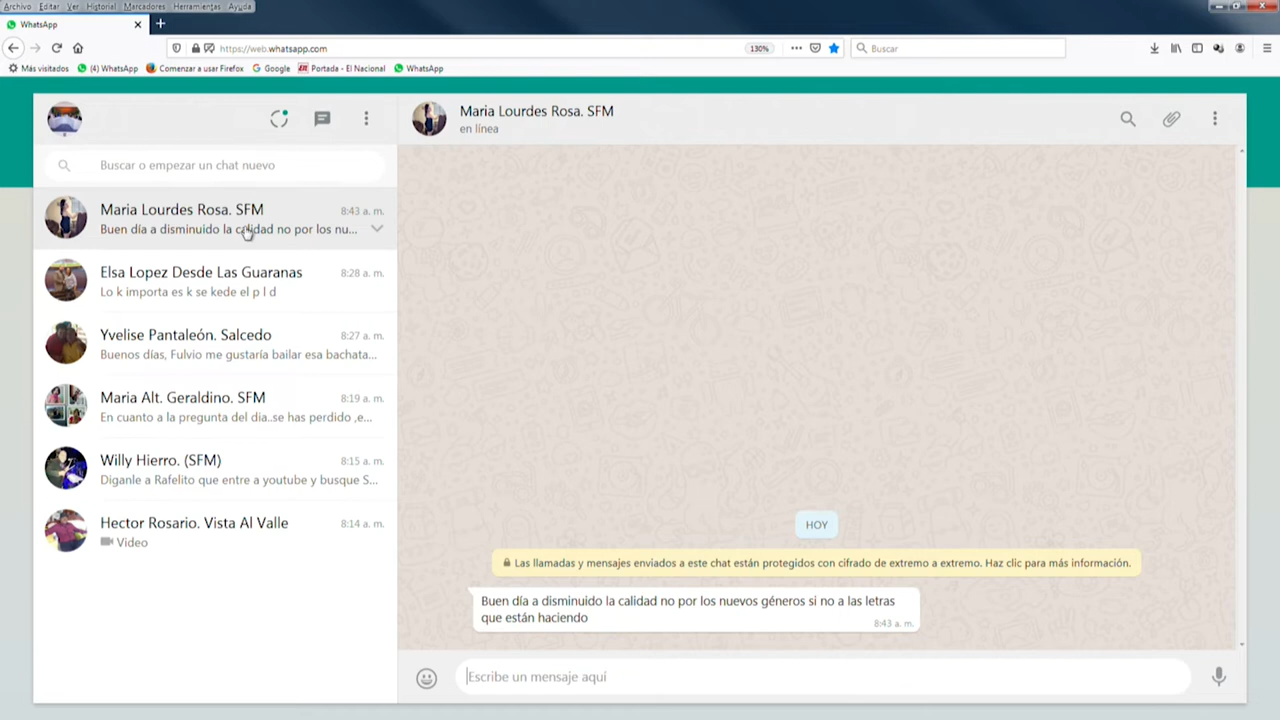 Archivo Editar Ver Historial Marcadores Herramientas Ayuda
WhatsApp
https://web.whatsapp.com
130%
Buscar
Más visitados (4) WhatsApp Comenzar a usar Firefox Google Portada - El Nacional WhatsApp
Buscar o empezar un chat nuevo
Maria Lourdes Rosa. SFM 8:43 a. m.
Buen día a disminuido la calidad no por los nu...
Elsa Lopez Desde Las Guaranas 8:28 a. m.
Lo k importa es k se kede el p l d
Yvelise Pantaleón. Salcedo 8:27 a. m.
Buenos días, Fulvio me gustaría bailar esa bachata...
Maria Alt. Geraldino. SFM 8:19 a. m.
En cuanto a la pregunta del dia..se has perdido ,e...
Willy Hierro. (SFM) 8:15 a. m.
Diganle a Rafelito que entre a youtube y busque S...
Hector Rosario. Vista Al Valle 8:14 a. m.
Video
Maria Lourdes Rosa. SFM
en línea
HOY
Las llamadas y mensajes enviados a este chat están protegidos con cifrado de extremo a extremo. Haz clic para más información.
Buen día a disminuido la calidad no por los nuevos géneros si no a las letras
que están haciendo
8:43 a. m.
Escribe un mensaje aquí